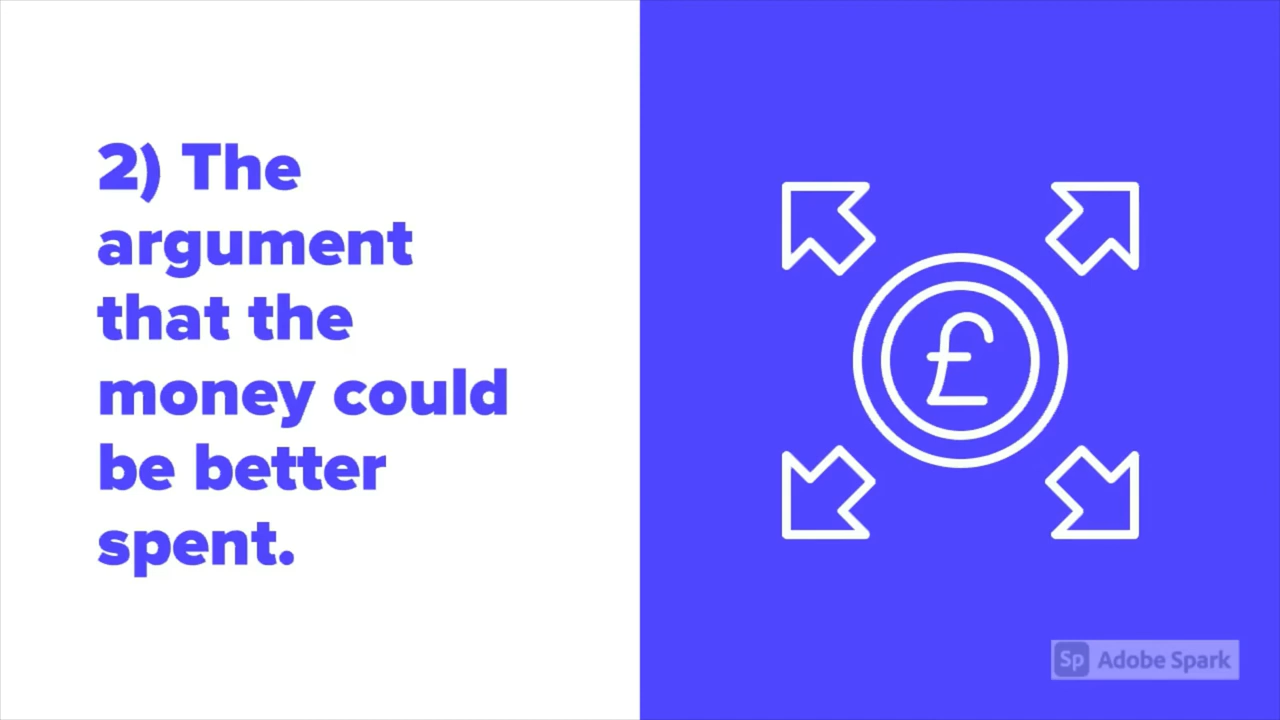 2) The
argument
that the
money could
be better
spent.
£
Sp Adobe Spark